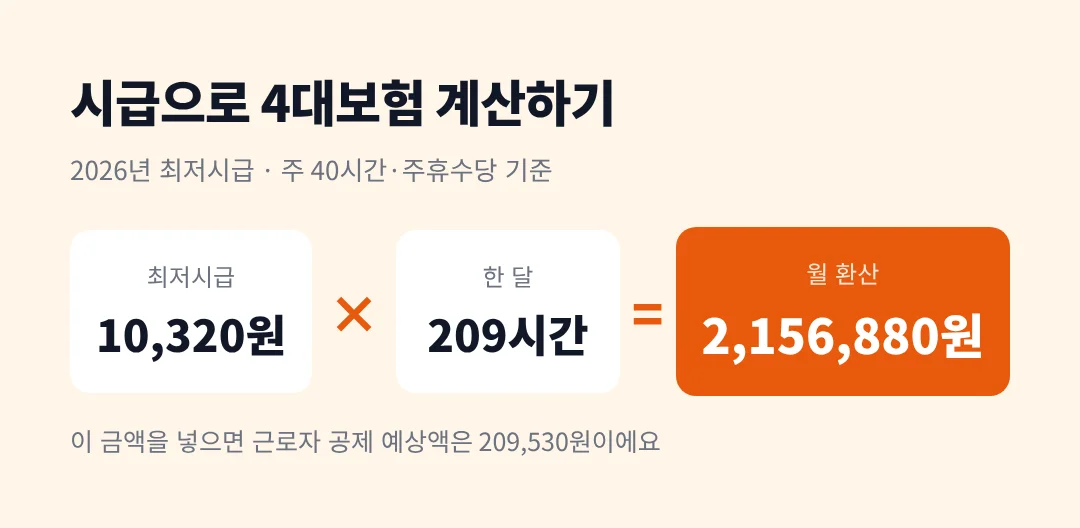 시급으로 4대보험 계산하기
2026년 최저시급 · 주 40시간·주휴수당 기준
최저시급
10,320원
×
한 달
209시간
=
월 환산
2,156,880원
이 금액을 넣으면 근로자 공제 예상액은 209,530원이에요